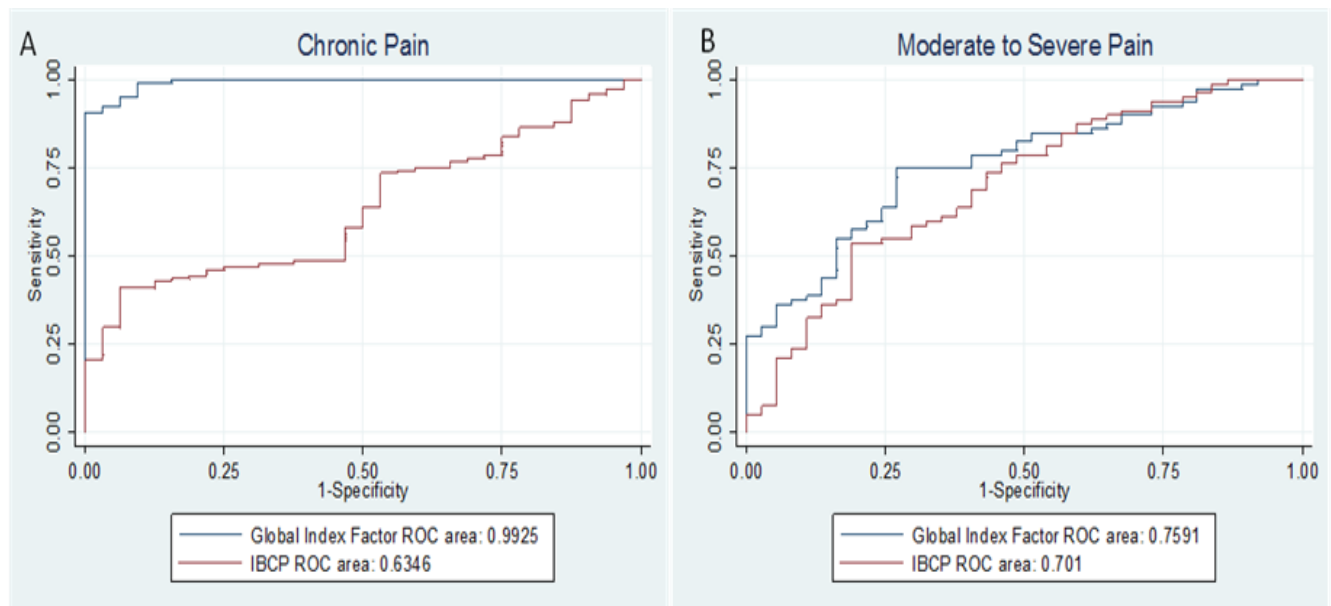 A
Chronic Pain
Sensitivity
1.00
0.75
0.50
0.25
0.00
0.00 0.25 0.50 0.75 1.00
1-Specificity
Global Index Factor ROC area: 0.9925
IBCP ROC area: 0.6346
B
Moderate to Severe Pain
Sensitivity
1.00
0.75
0.50
0.25
0.00
0.00 0.25 0.50 0.75 1.00
1-Specificity
Global Index Factor ROC area: 0.7591
IBCP ROC area: 0.701